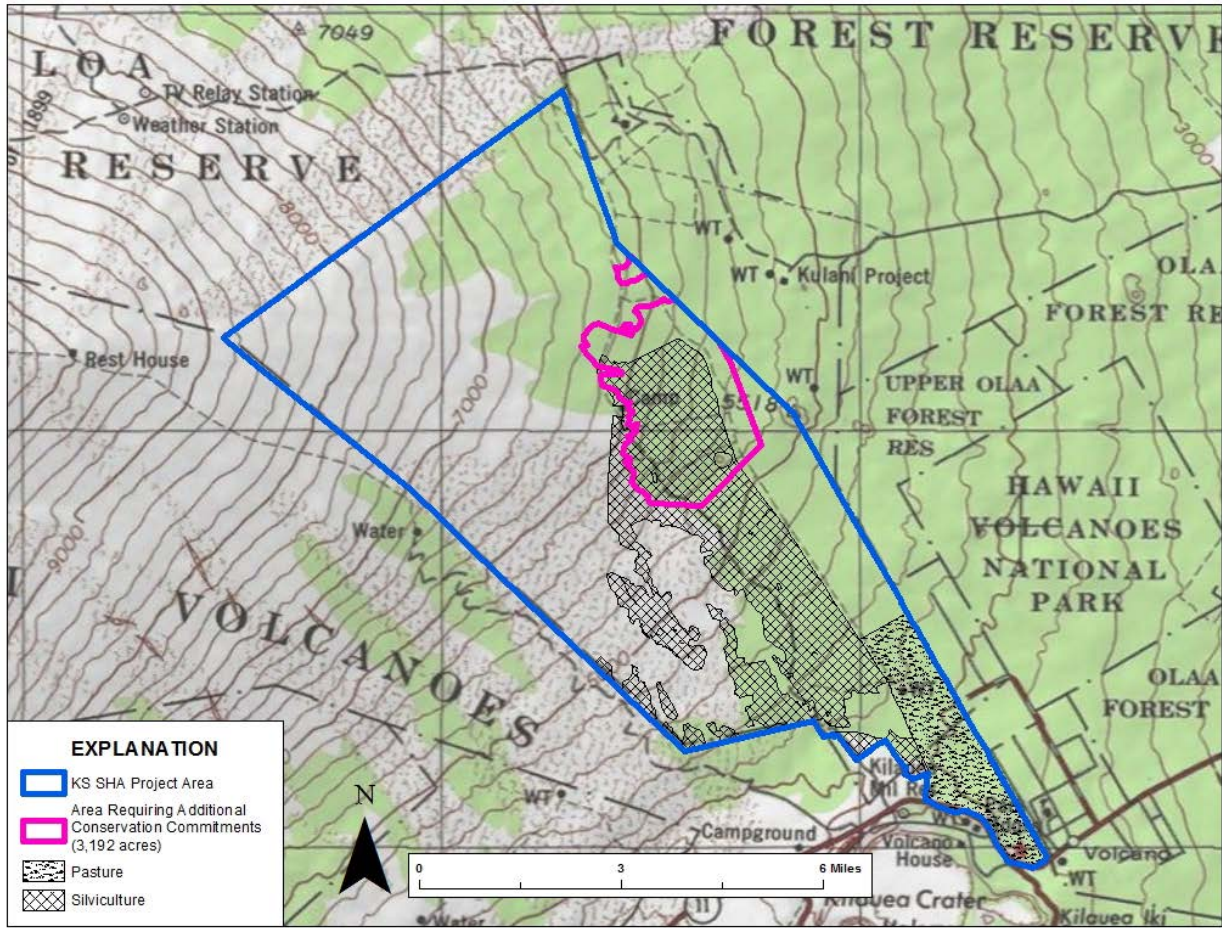 7049
FOREST RESERVE
LOA
TV Relay Station
Weather Station
1899
RESERVE
3000
8000
WT
WT
Kulani Project
OLA
FOREST RE
Rest House
WT
7000
UPPER OLAA
FOREST
RES
5518
HAWAII
VOLCANOES
NATIONAL
PARK
Water
9000
VOLCANOES
OLAA
FOREST
WT
Campground
Volcano
House
Volcano
WT
Kilauea Crater
11
Kilauea Iki
Water
EXPLANATION
KS SHA Project Area
Area Requiring Additional
Conservation Commitments
(3,192 acres)
Pasture
Silviculture
N
0 3 6 Miles